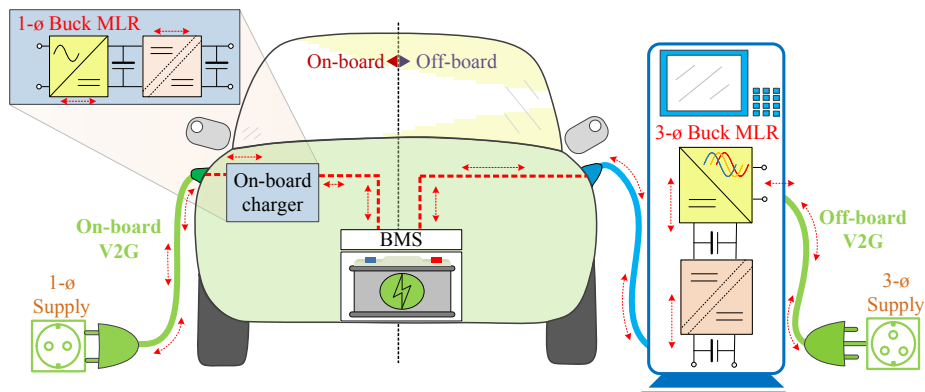 1-ø Buck MLR
On-board
Off-board
3-ø Buck MLR
On-board
charger
On-board
V2G
BMS
Off-board
V2G
1-ø
Supply
3-ø
Supply